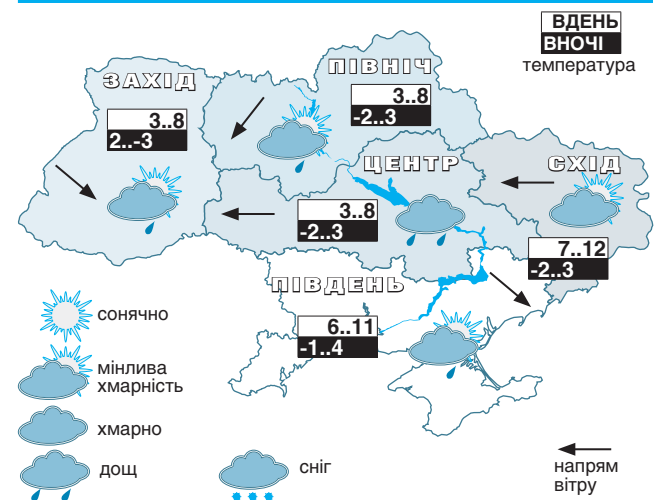 ВДЕНЬ
ВНОЧІ
температура
ПІВНІЧ
3..8
-2..3
ЗАХІД
3..8
2..-3
ЦЕНТР
3..8
-2..3
СХІД
7..12
-2..3
ПІВДЕНЬ
6..11
-1..4
сонячно
мінлива
хмарність
хмарно
дощ
сніг
напрям
вітру